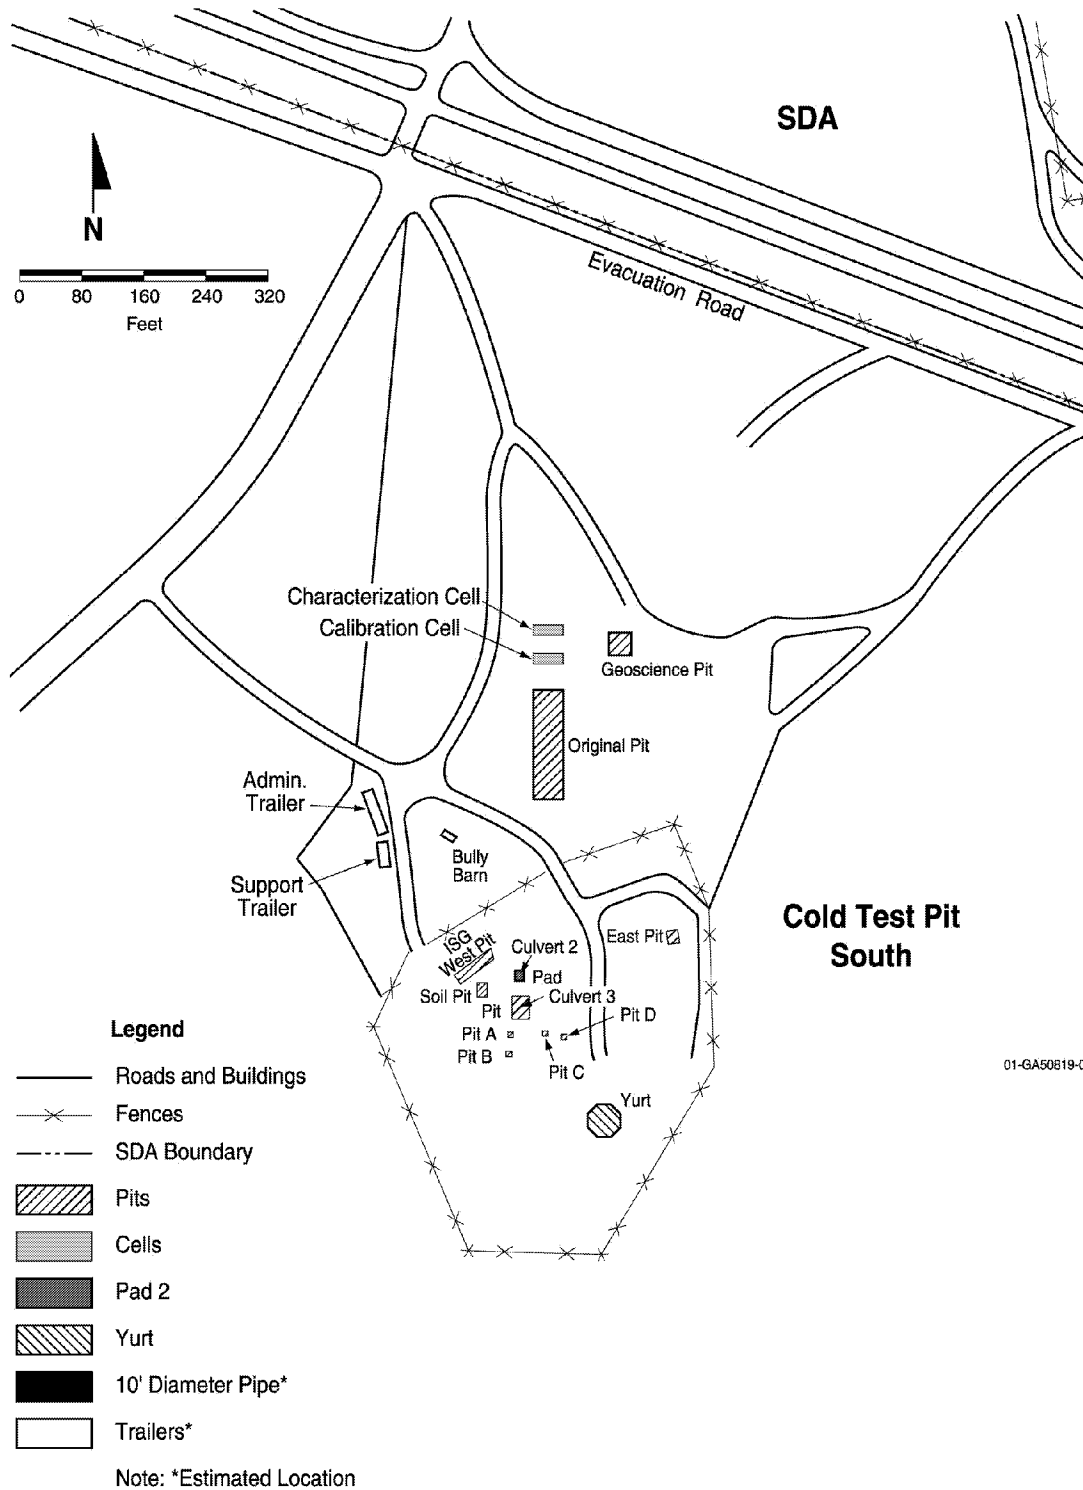 SDA
N
0 80 160 240 320
Feet
Evacuation Road
Characterization Cell
Calibration Cell
Geoscience Pit
Original Pit
Admin.
Trailer
Bully
Barn
Support
Trailer
Cold Test Pit
South
ISG
West Pit
Culvert 2
East Pit
Pad
Soil Pit
Culvert 3
Pit
Pit A
Pit D
Pit B
Pit C
Yurt
01-GA50819-0
Legend
Roads and Buildings
Fences
SDA Boundary
Pits
Cells
Pad 2
Yurt
10' Diameter Pipe*
Trailers*
Note: *Estimated Location